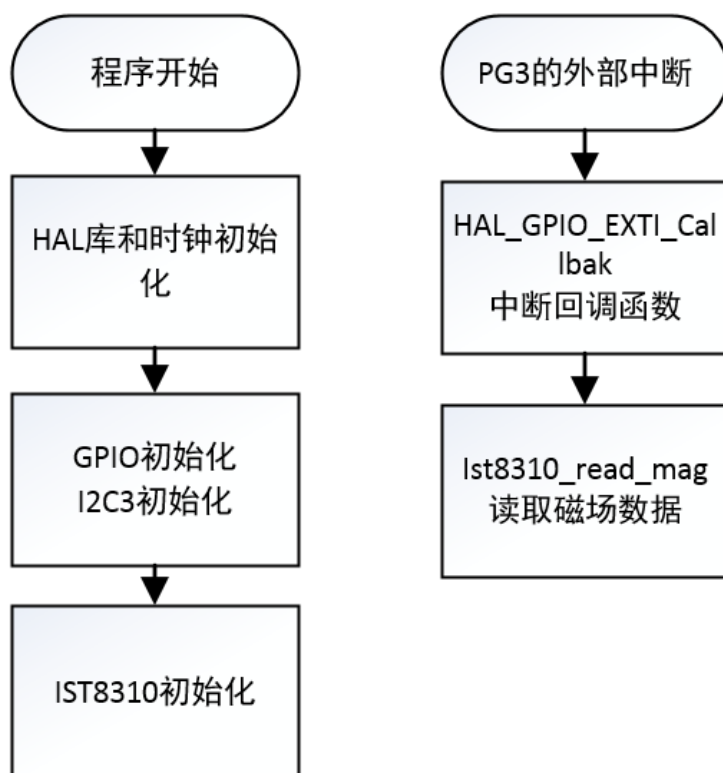 程序开始
HAL库和时钟初始
化
GPIO初始化
I2C3初始化
IST8310初始化
PG3的外部中断
HAL_GPIO_EXTI_Cal
lbak
中断回调函数
Ist8310_read_mag
读取磁场数据